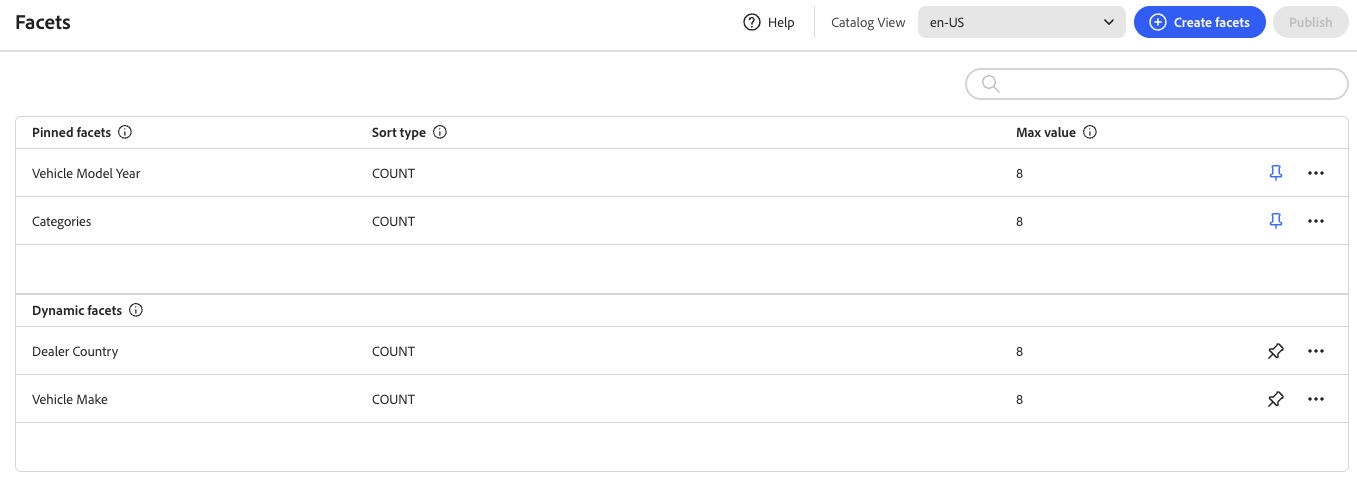 Facets Help Catalog View en-US Create facets Publish
Pinned facets Sort type Max value
Vehicle Model Year COUNT 8
Categories COUNT 8
Dynamic facets
Dealer Country COUNT 8
Vehicle Make COUNT 8